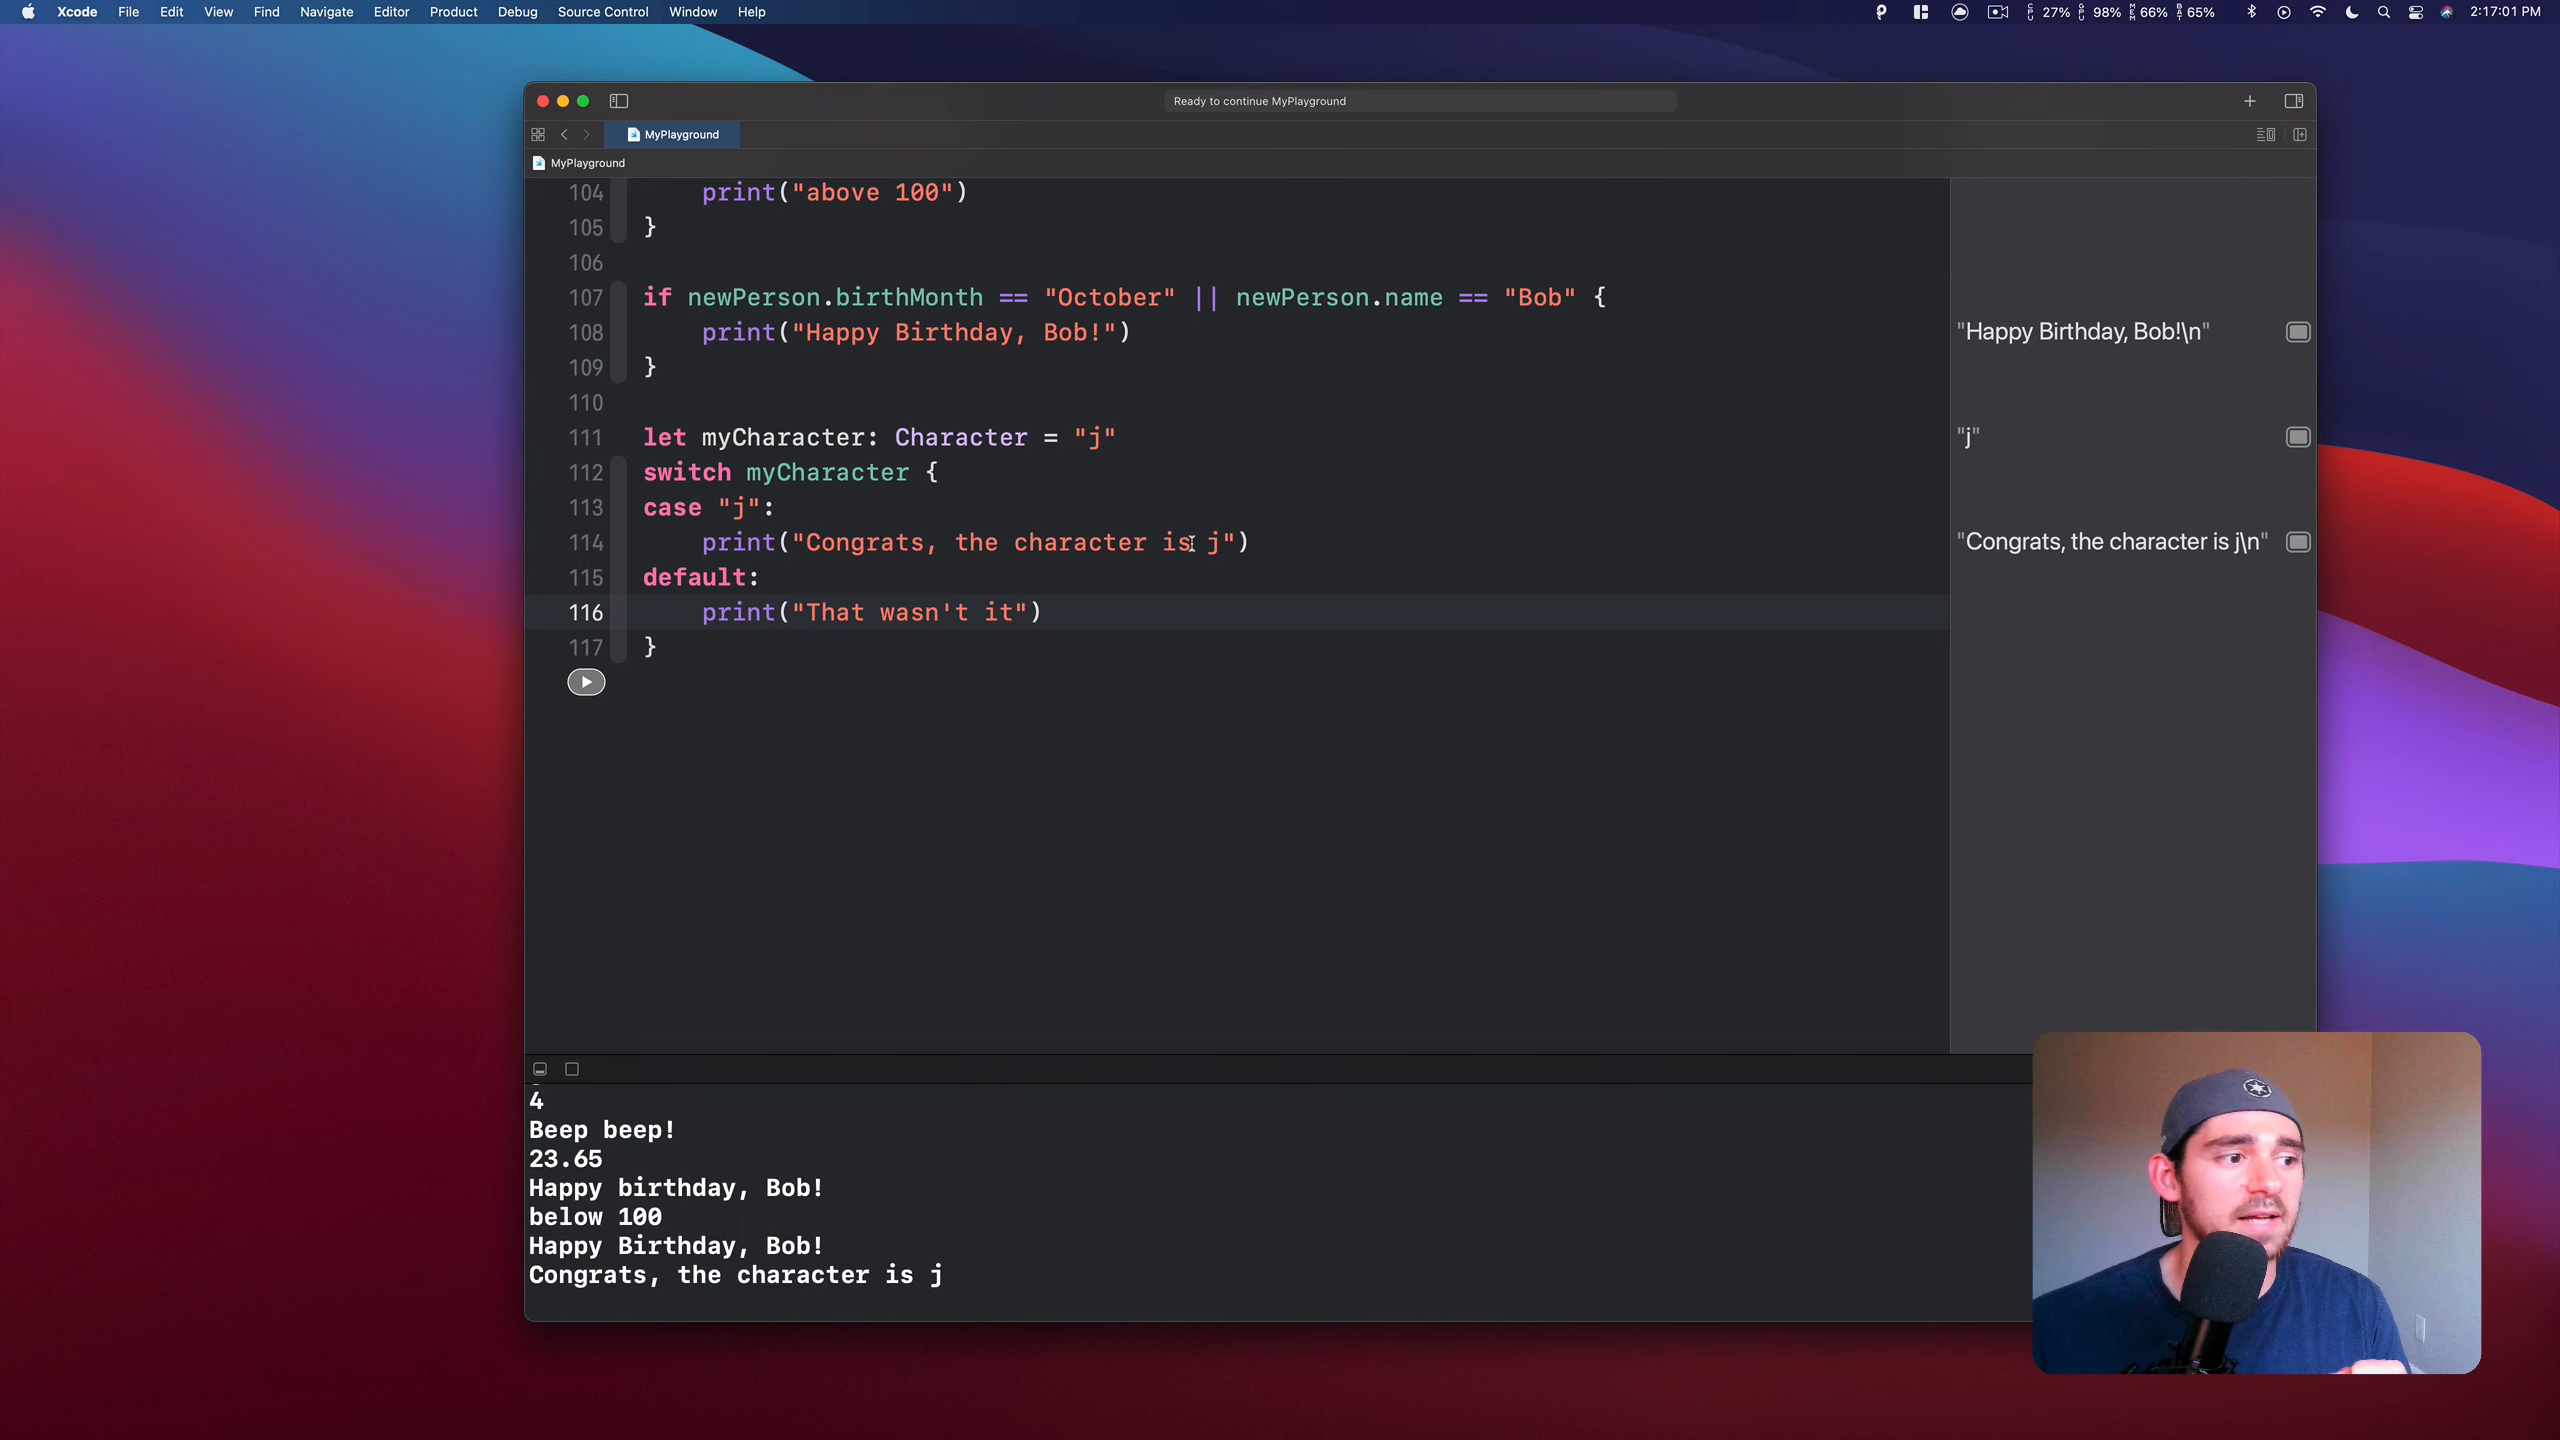 Xcode File Edit View Find Navigate Editor Product Debug Source Control Window Help
CPU 27% GPU 98% MEM 66% BAT 65% 2:17:01 PM
Ready to continue MyPlayground
MyPlayground
MyPlayground
104 print("above 100")
105 }
106
107 if newPerson.birthMonth == "October" || newPerson.name == "Bob" {
108 print("Happy Birthday, Bob!")
"Happy Birthday, Bob!\n"
109 }
110
111 let myCharacter: Character = "j"
"j"
112 switch myCharacter {
113 case "j":
114 print("Congrats, the character is j")
"Congrats, the character is j\n"
115 default:
116 print("That wasn't it")
117 }
4
Beep beep!
23.65
Happy birthday, Bob!
below 100
Happy Birthday, Bob!
Congrats, the character is j